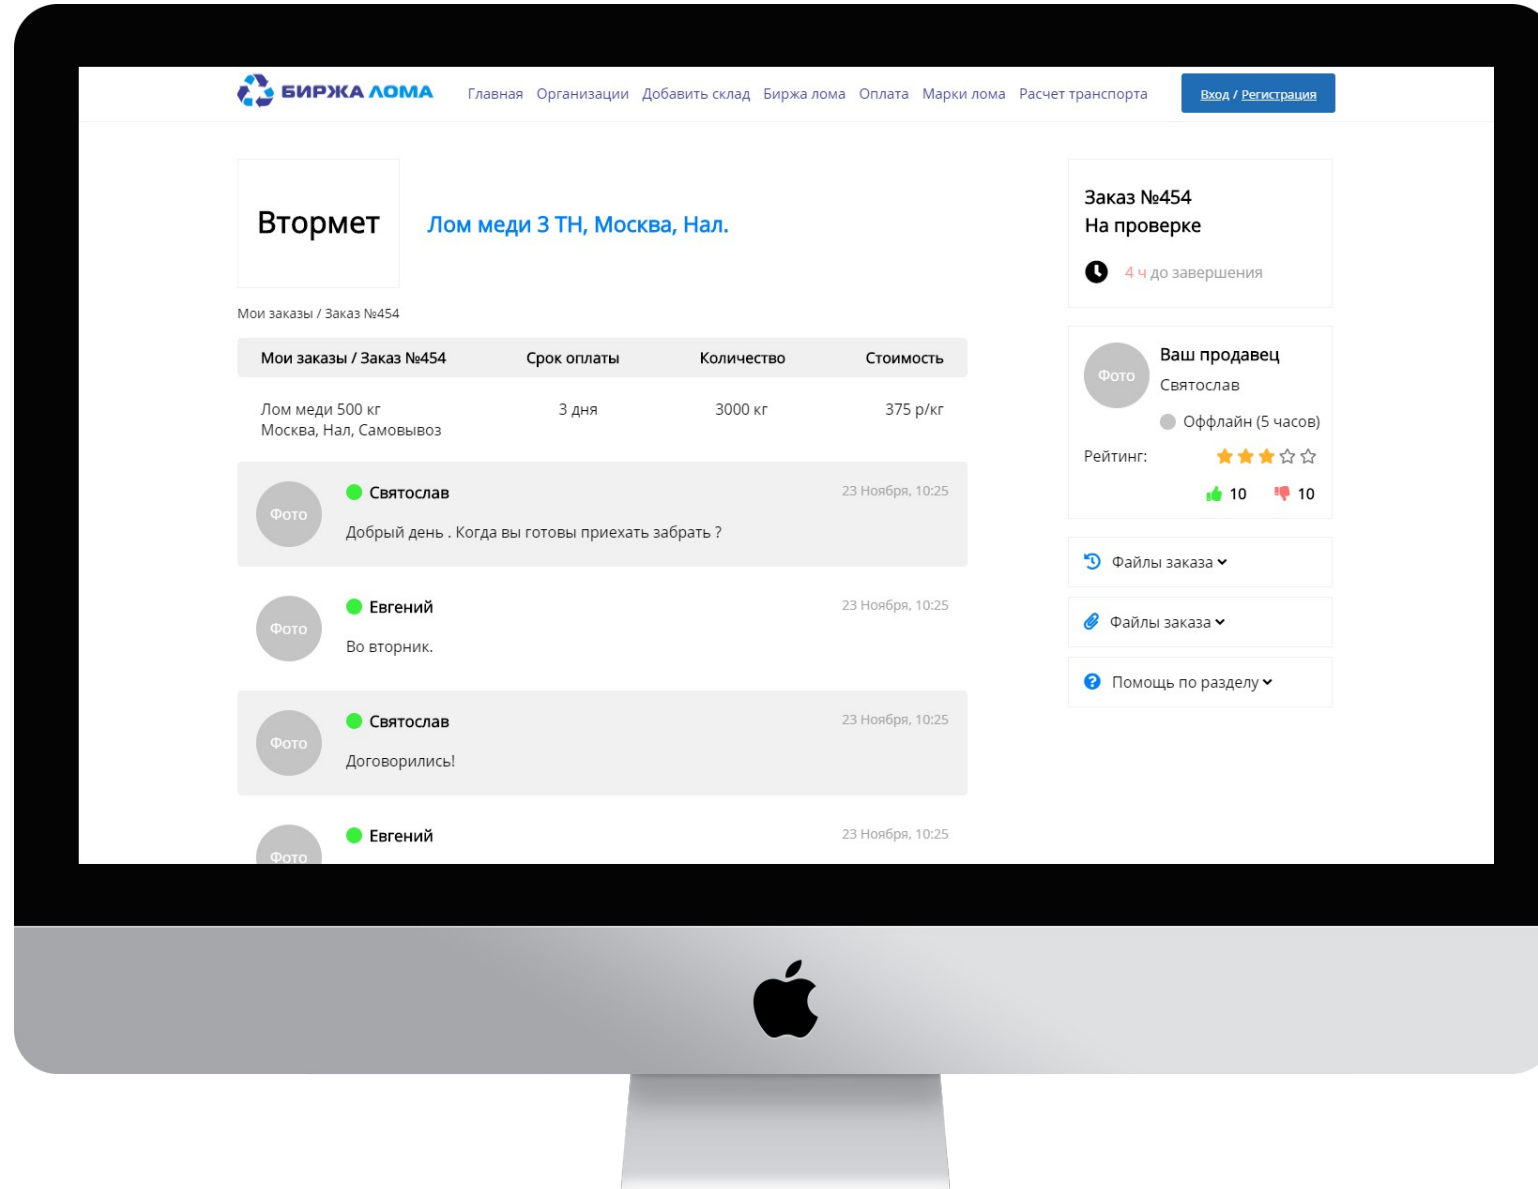 БИРЖА ЛОМА
Главная Организации Добавить склад Биржа лома Оплата Марки лома Расчет транспорта
Вход / Регистрация
Втормет
Лом меди 3 ТН, Москва, Нал.
Мои заказы / Заказ №454
Мои заказы / Заказ №454 Срок оплаты Количество Стоимость
Лом меди 500 кг 3 дня 3000 кг 375 р/кг
Москва, Нал, Самовывоз
Фото
Святослав
23 Ноября, 10:25
Добрый день . Когда вы готовы приехать забрать ?
Фото
Евгений
23 Ноября, 10:25
Во вторник.
Фото
Святослав
23 Ноября, 10:25
Договорились!
Фото
Евгений
23 Ноября, 10:25
Заказ №454
На проверке
4 ч до завершения
Фото
Ваш продавец
Святослав
Оффлайн (5 часов)
Рейтинг:
10 10
Файлы заказа
Файлы заказа
Помощь по разделу